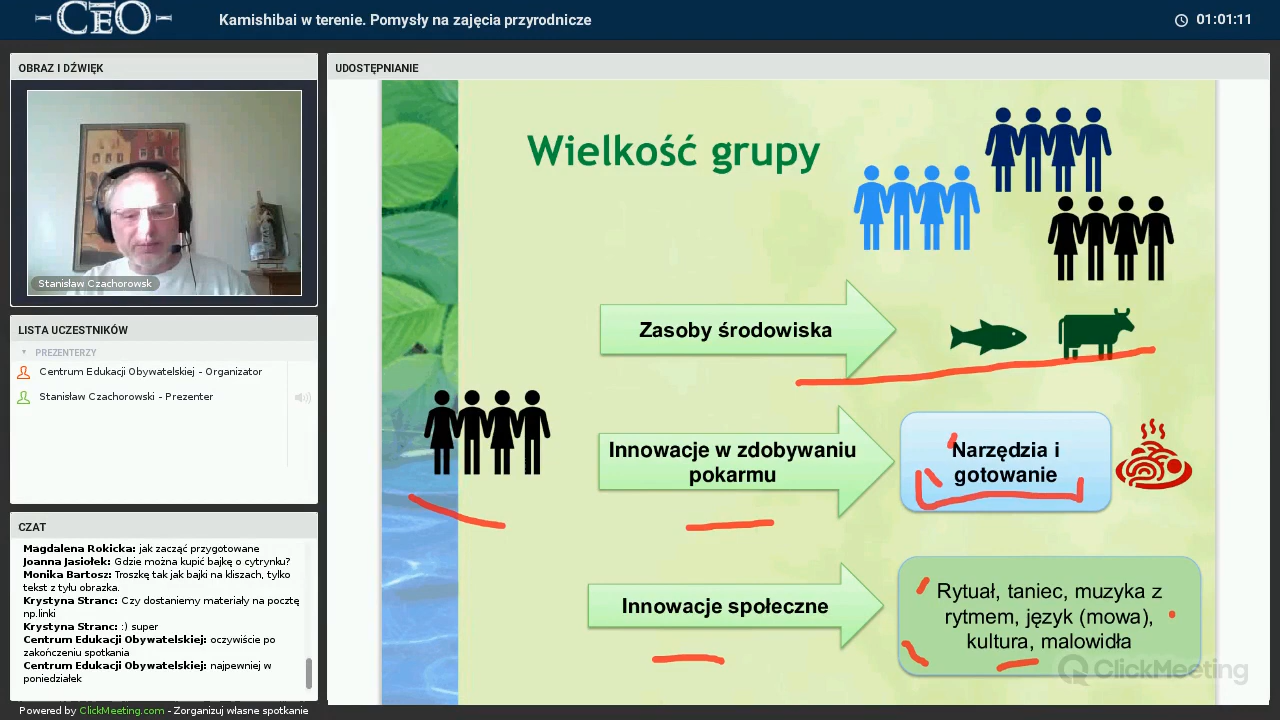 CEO
Kamishibai w terenie. Pomysły na zajęcia przyrodnicze
01:01:11
OBRAZ I DŹWIĘK
Stanisław Czachorowsk
LISTA UCZESTNIKÓW
PREZENTERZY
Centrum Edukacji Obywatelskiej - Organizator
Stanisław Czachorowski - Prezenter
CZAT
Magdalena Rokicka: jak zacząć przygotowane
Joanna Jasiołek: Gdzie można kupić bajkę o cytrynku?
Monika Bartosz: Troszkę tak jak bajki na kliszach, tylko
tekst z tyłu obrazka.
Krystyna Stranc: Czy dostaniemy materiały na pocztę
np.linki
Krystyna Stranc: :) super
Centrum Edukacji Obywatelskiej: oczywiście po
zakończeniu spotkania
Centrum Edukacji Obywatelskiej: najpewniej w
poniedziałek
Powered by ClickMeeting.com - Zorganizuj własne spotkanie
UDOSTĘPNIANIE
Wielkość grupy
Zasoby środowiska
Innowacje w zdobywaniu
pokarmu
Narzędzia i
gotowanie
Innowacje społeczne
Rytuał, taniec, muzyka z
rytmem, język (mowa),
kultura, malowidła
ClickMeeting